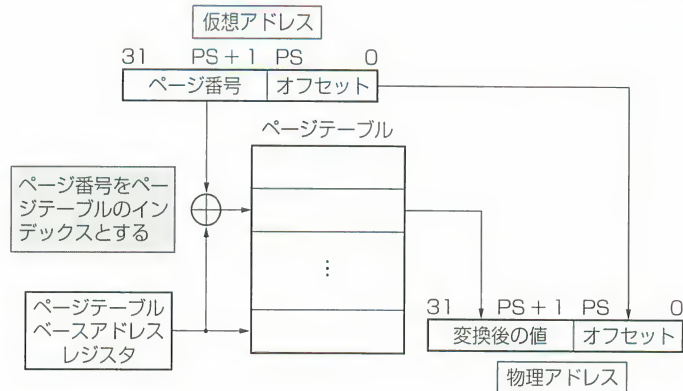 仮想アドレス
31 PS+1 PS 0
ページ番号 オフセット
ページテーブル
ページ番号をペー
ジテーブルのイン
デックスとする
⋮
ページテーブル
ベースアドレス
レジスタ
31 PS+1 PS 0
変換後の値 オフセット
物理アドレス